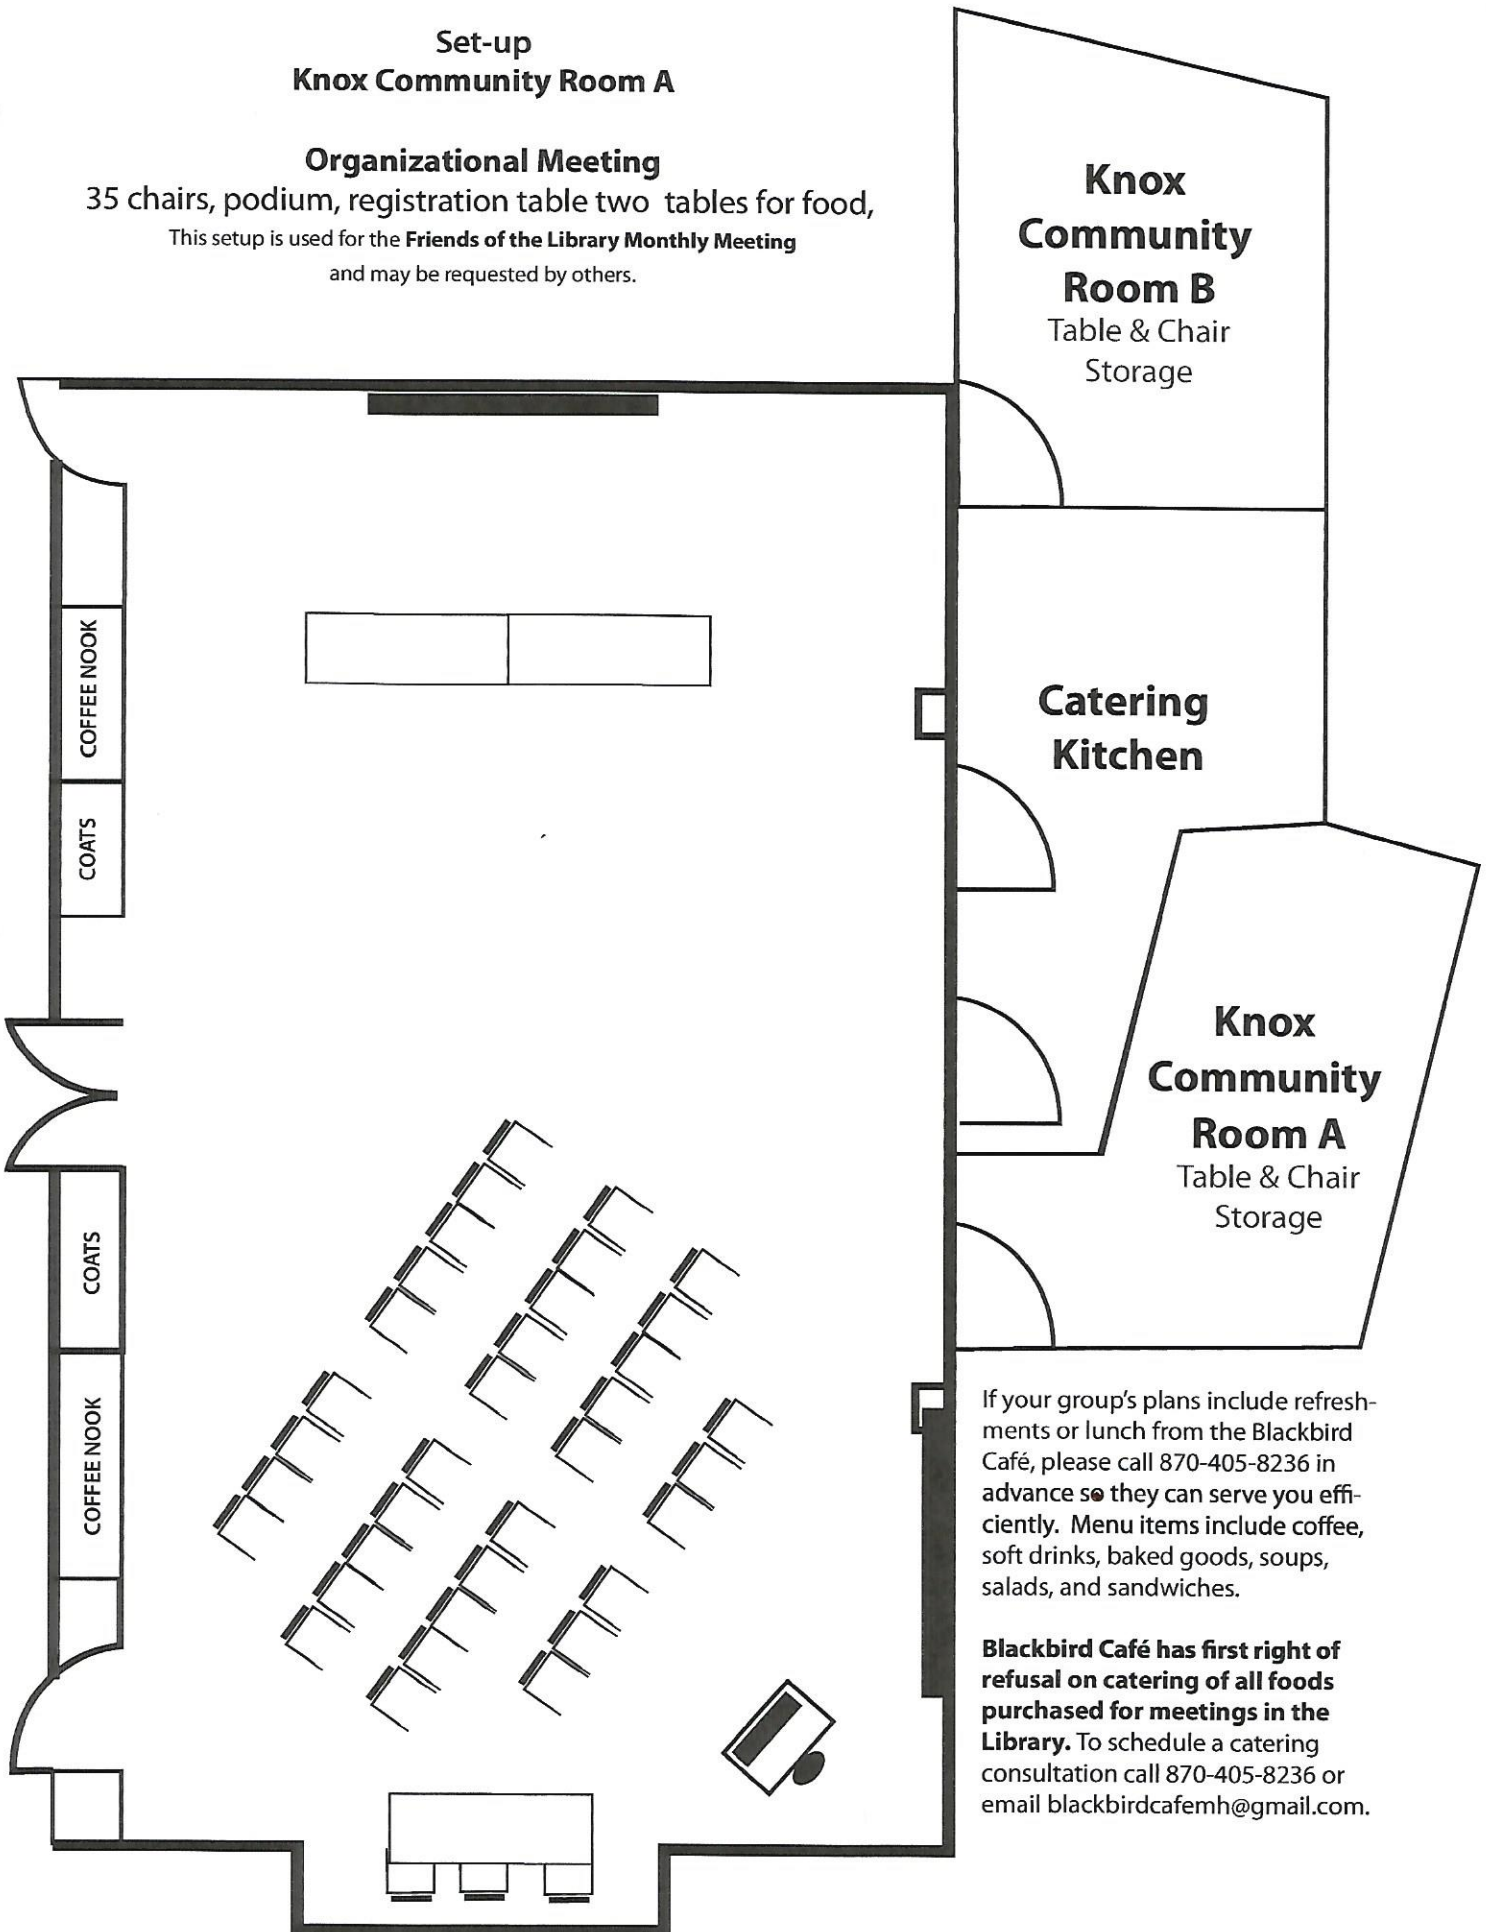 Set-up
Knox Community Room A
Organizational Meeting
35 chairs, podium, registration table two  tables for food,
This setup is used for the Friends of the Library Monthly Meeting
and may be requested by others.
Knox
Community
Room B
Table & Chair
Storage
COFFEE NOOK
COATS
Catering
Kitchen
Knox
Community
Room A
Table & Chair
Storage
COATS
COFFEE NOOK
If your group's plans include refresh-
ments or lunch from the Blackbird
Café, please call 870-405-8236 in
advance so they can serve you effi-
ciently.  Menu items include coffee,
soft drinks, baked goods, soups,
salads, and sandwiches.
Blackbird Café has first right of
refusal on catering of all foods
purchased for meetings in the
Library. To schedule a catering
consultation call 870-405-8236 or
email blackbirdcafemh@gmail.com.